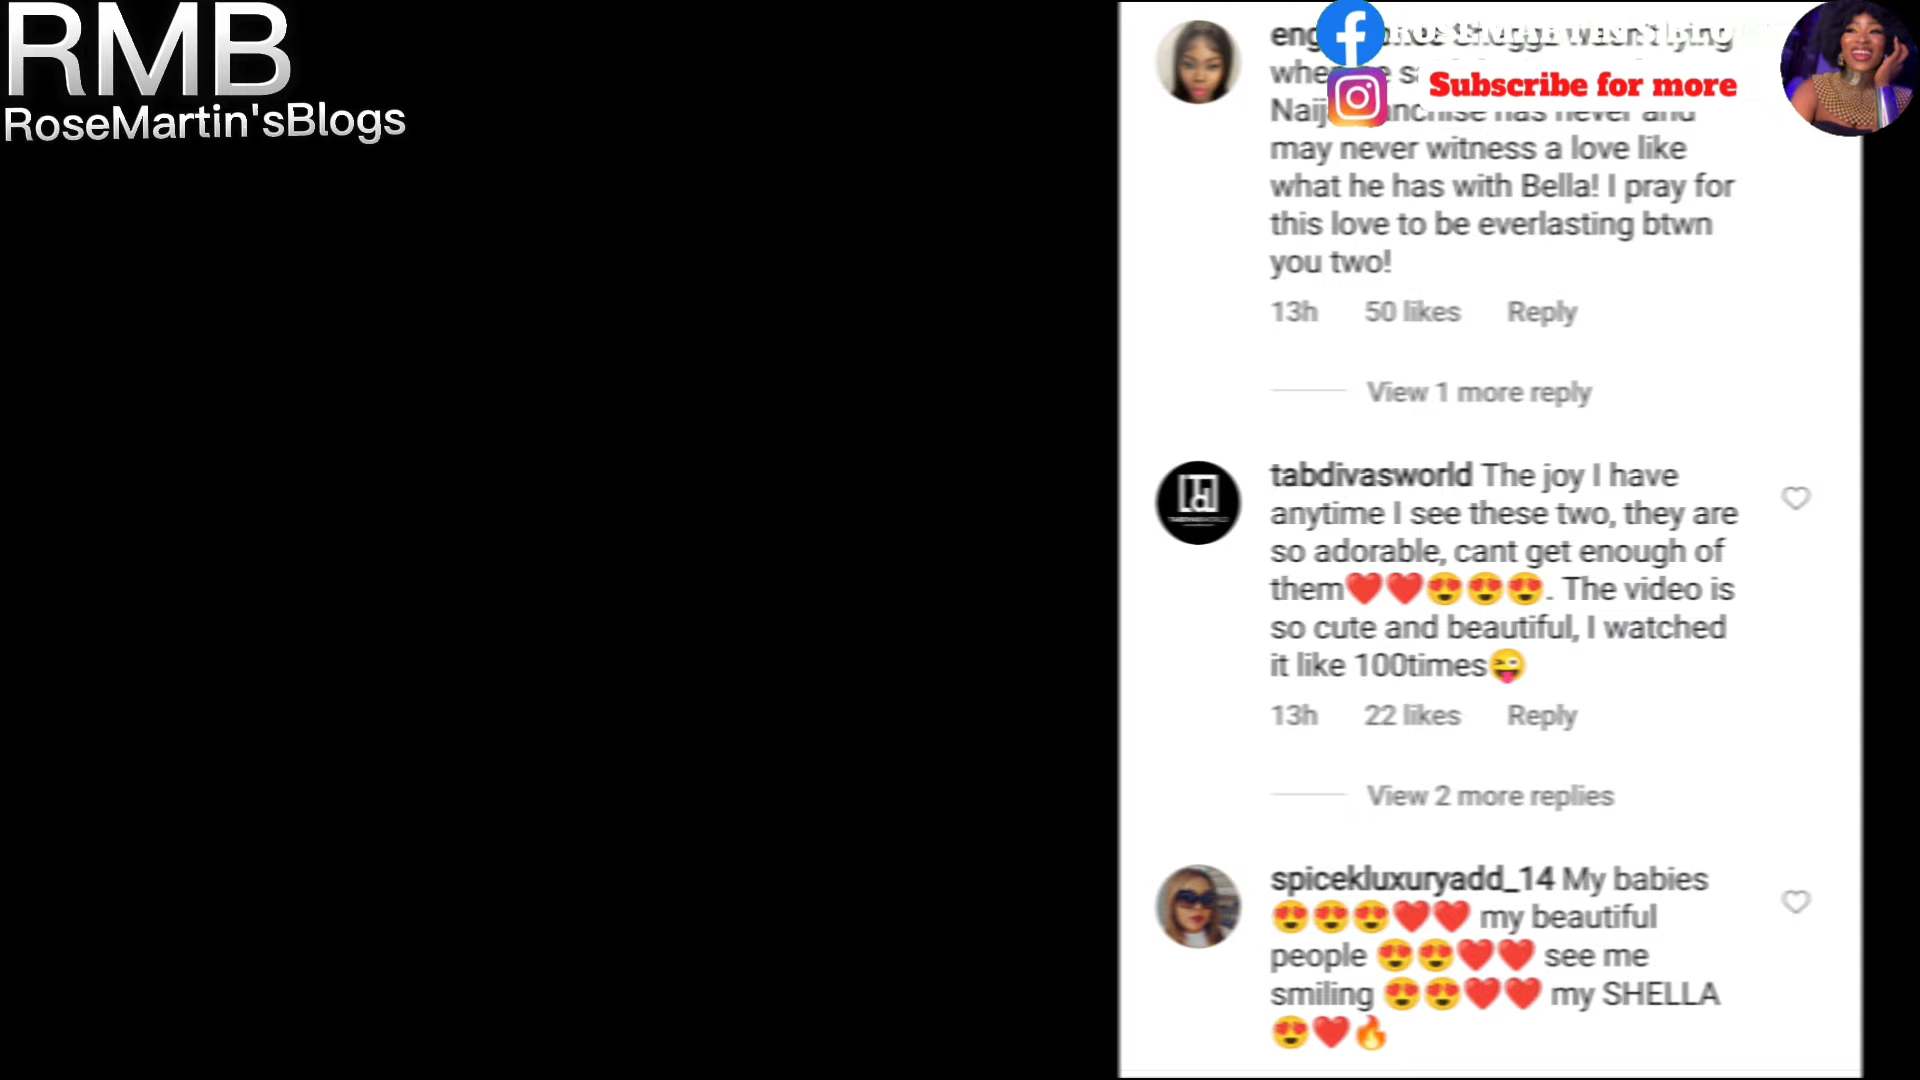 RMB
RoseMartin'sBlogs
Subscribe for more
may never witness a love like
what he has with Bella! I pray for
this love to be everlasting btwn
you two!
13h 50 likes Reply
View 1 more reply
tabdivasworld The joy I have
anytime I see these two, they are
so adorable, cant get enough of
them❤️❤️😍😍😍. The video is
so cute and beautiful, I watched
it like 100times😜
13h 22 likes Reply
View 2 more replies
spicekluxuryadd_14 My babies
😍😍😍❤️❤️ my beautiful
people 😍😍❤️❤️ see me
smiling 😍😍❤️❤️ my SHELLA
😍❤️🔥